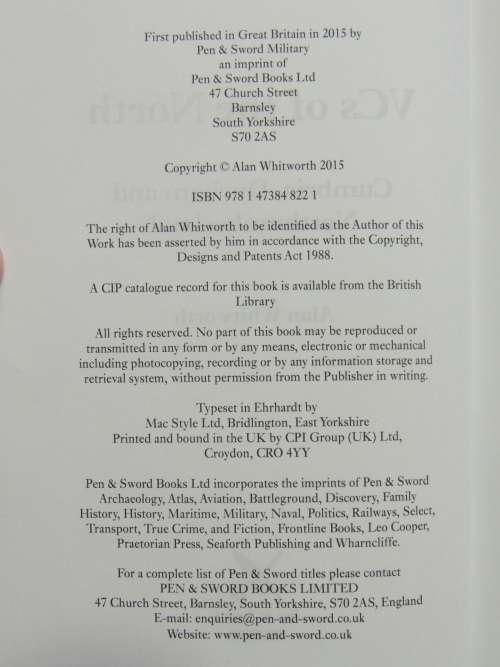 First published in Great Britain in 2015 by
Pen & Sword Military
an imprint of
Pen & Sword Books Ltd
47 Church Street
Barnsley
South Yorkshire
S70 2AS
Copyright © Alan Whitworth 2015
ISBN 978 1 47384 822 1
The right of Alan Whitworth to be identified as the Author of this
Work has been asserted by him in accordance with the Copyright,
Designs and Patents Act 1988.
A CIP catalogue record for this book is available from the British
Library
All rights reserved. No part of this book may be reproduced or
transmitted in any form or by any means, electronic or mechanical
including photocopying, recording or by any information storage and
retrieval system, without permission from the Publisher in writing.
Typeset in Ehrhardt by
Mac Style Ltd, Bridlington, East Yorkshire
Printed and bound in the UK by CPI Group (UK) Ltd,
Croydon, CRO 4YY
Pen & Sword Books Ltd incorporates the imprints of Pen & Sword
Archaeology, Atlas, Aviation, Battleground, Discovery, Family
History, History, Maritime, Military, Naval, Politics, Railways, Select,
Transport, True Crime, and Fiction, Frontline Books, Leo Cooper,
Praetorian Press, Seaforth Publishing and Wharncliffe.
For a complete list of Pen & Sword titles please contact
PEN & SWORD BOOKS LIMITED
47 Church Street, Barnsley, South Yorkshire, S70 2AS, England
E-mail: enquiries@pen-and-sword.co.uk
Website: www.pen-and-sword.co.uk